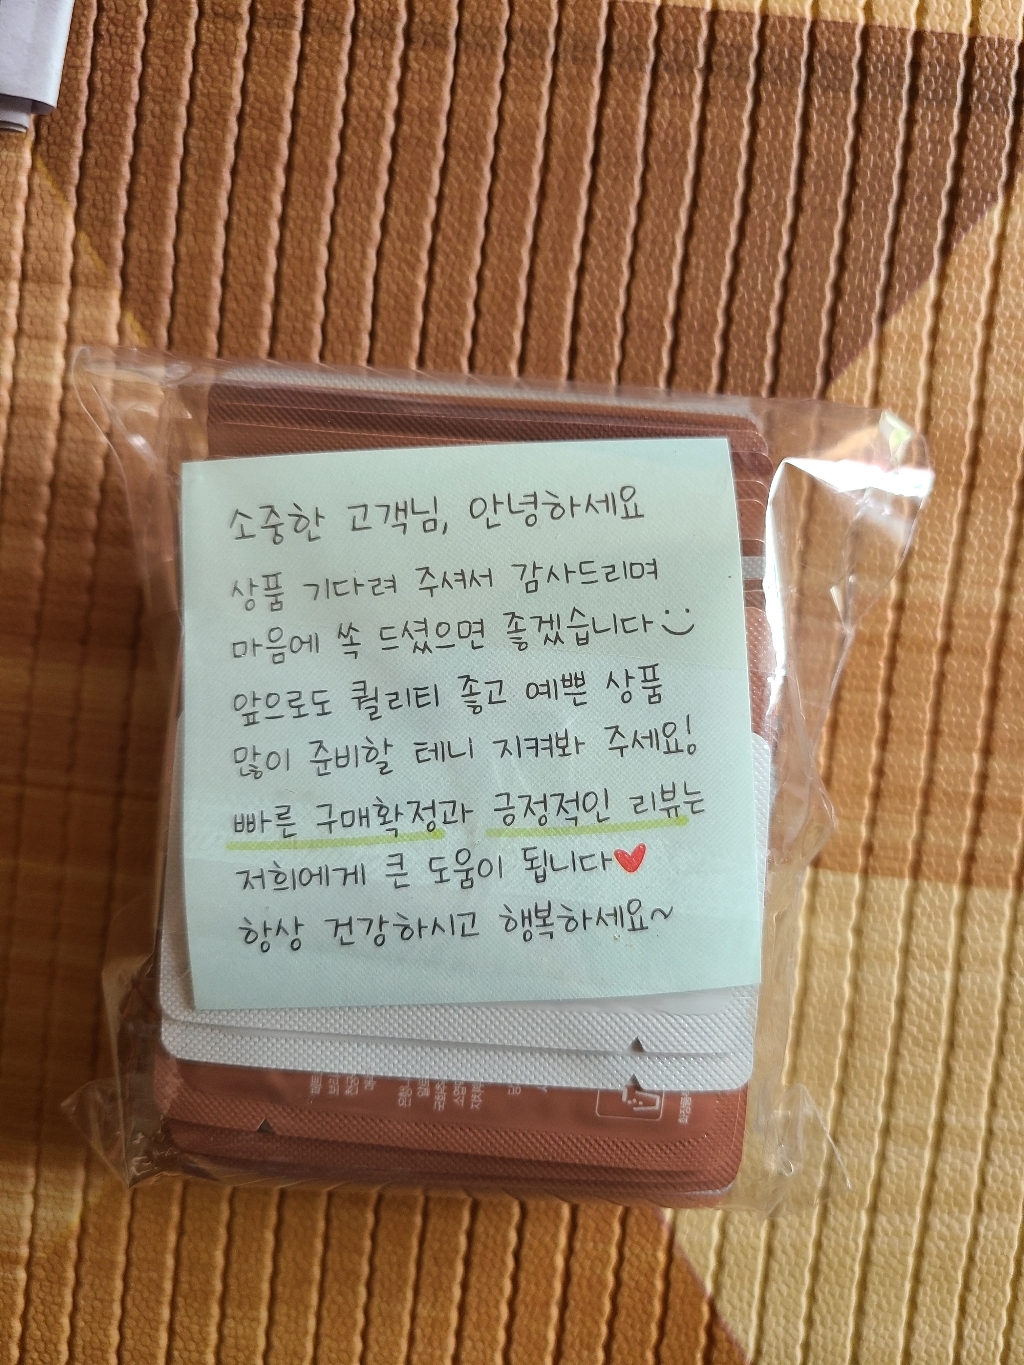 소중한 고객님, 안녕하세요
상품 기다려 주셔서 감사드리며
마음에 쏙 드셨으면 좋겠습니다
앞으로도 퀄리티 좋고 예쁜 상품
많이 준비할 테니 지켜봐 주세요!
빠른 구매확정과 긍정적인 리뷰는
저희에게 큰 도움이 됩니다
항상 건강하시고 행복하세요~